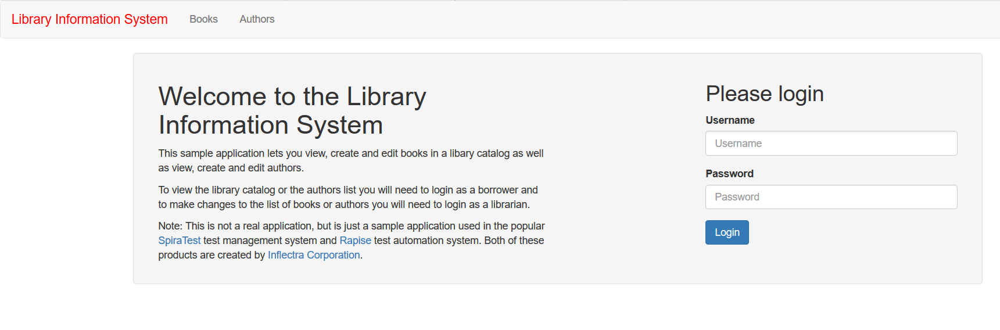 Library Information System
Books
Authors
Welcome to the Library
Information System
This sample application lets you view, create and edit books in a libary catalog as well
as view, create and edit authors.
To view the library catalog or the authors list you will need to login as a borrower and
to make changes to the list of books or authors you will need to login as a librarian.
Note: This is not a real application, but is just a sample application used in the popular
SpiraTest test management system and Rapise test automation system. Both of these
products are created by Inflectra Corporation.
Please login
Username
Username
Password
Password
Login